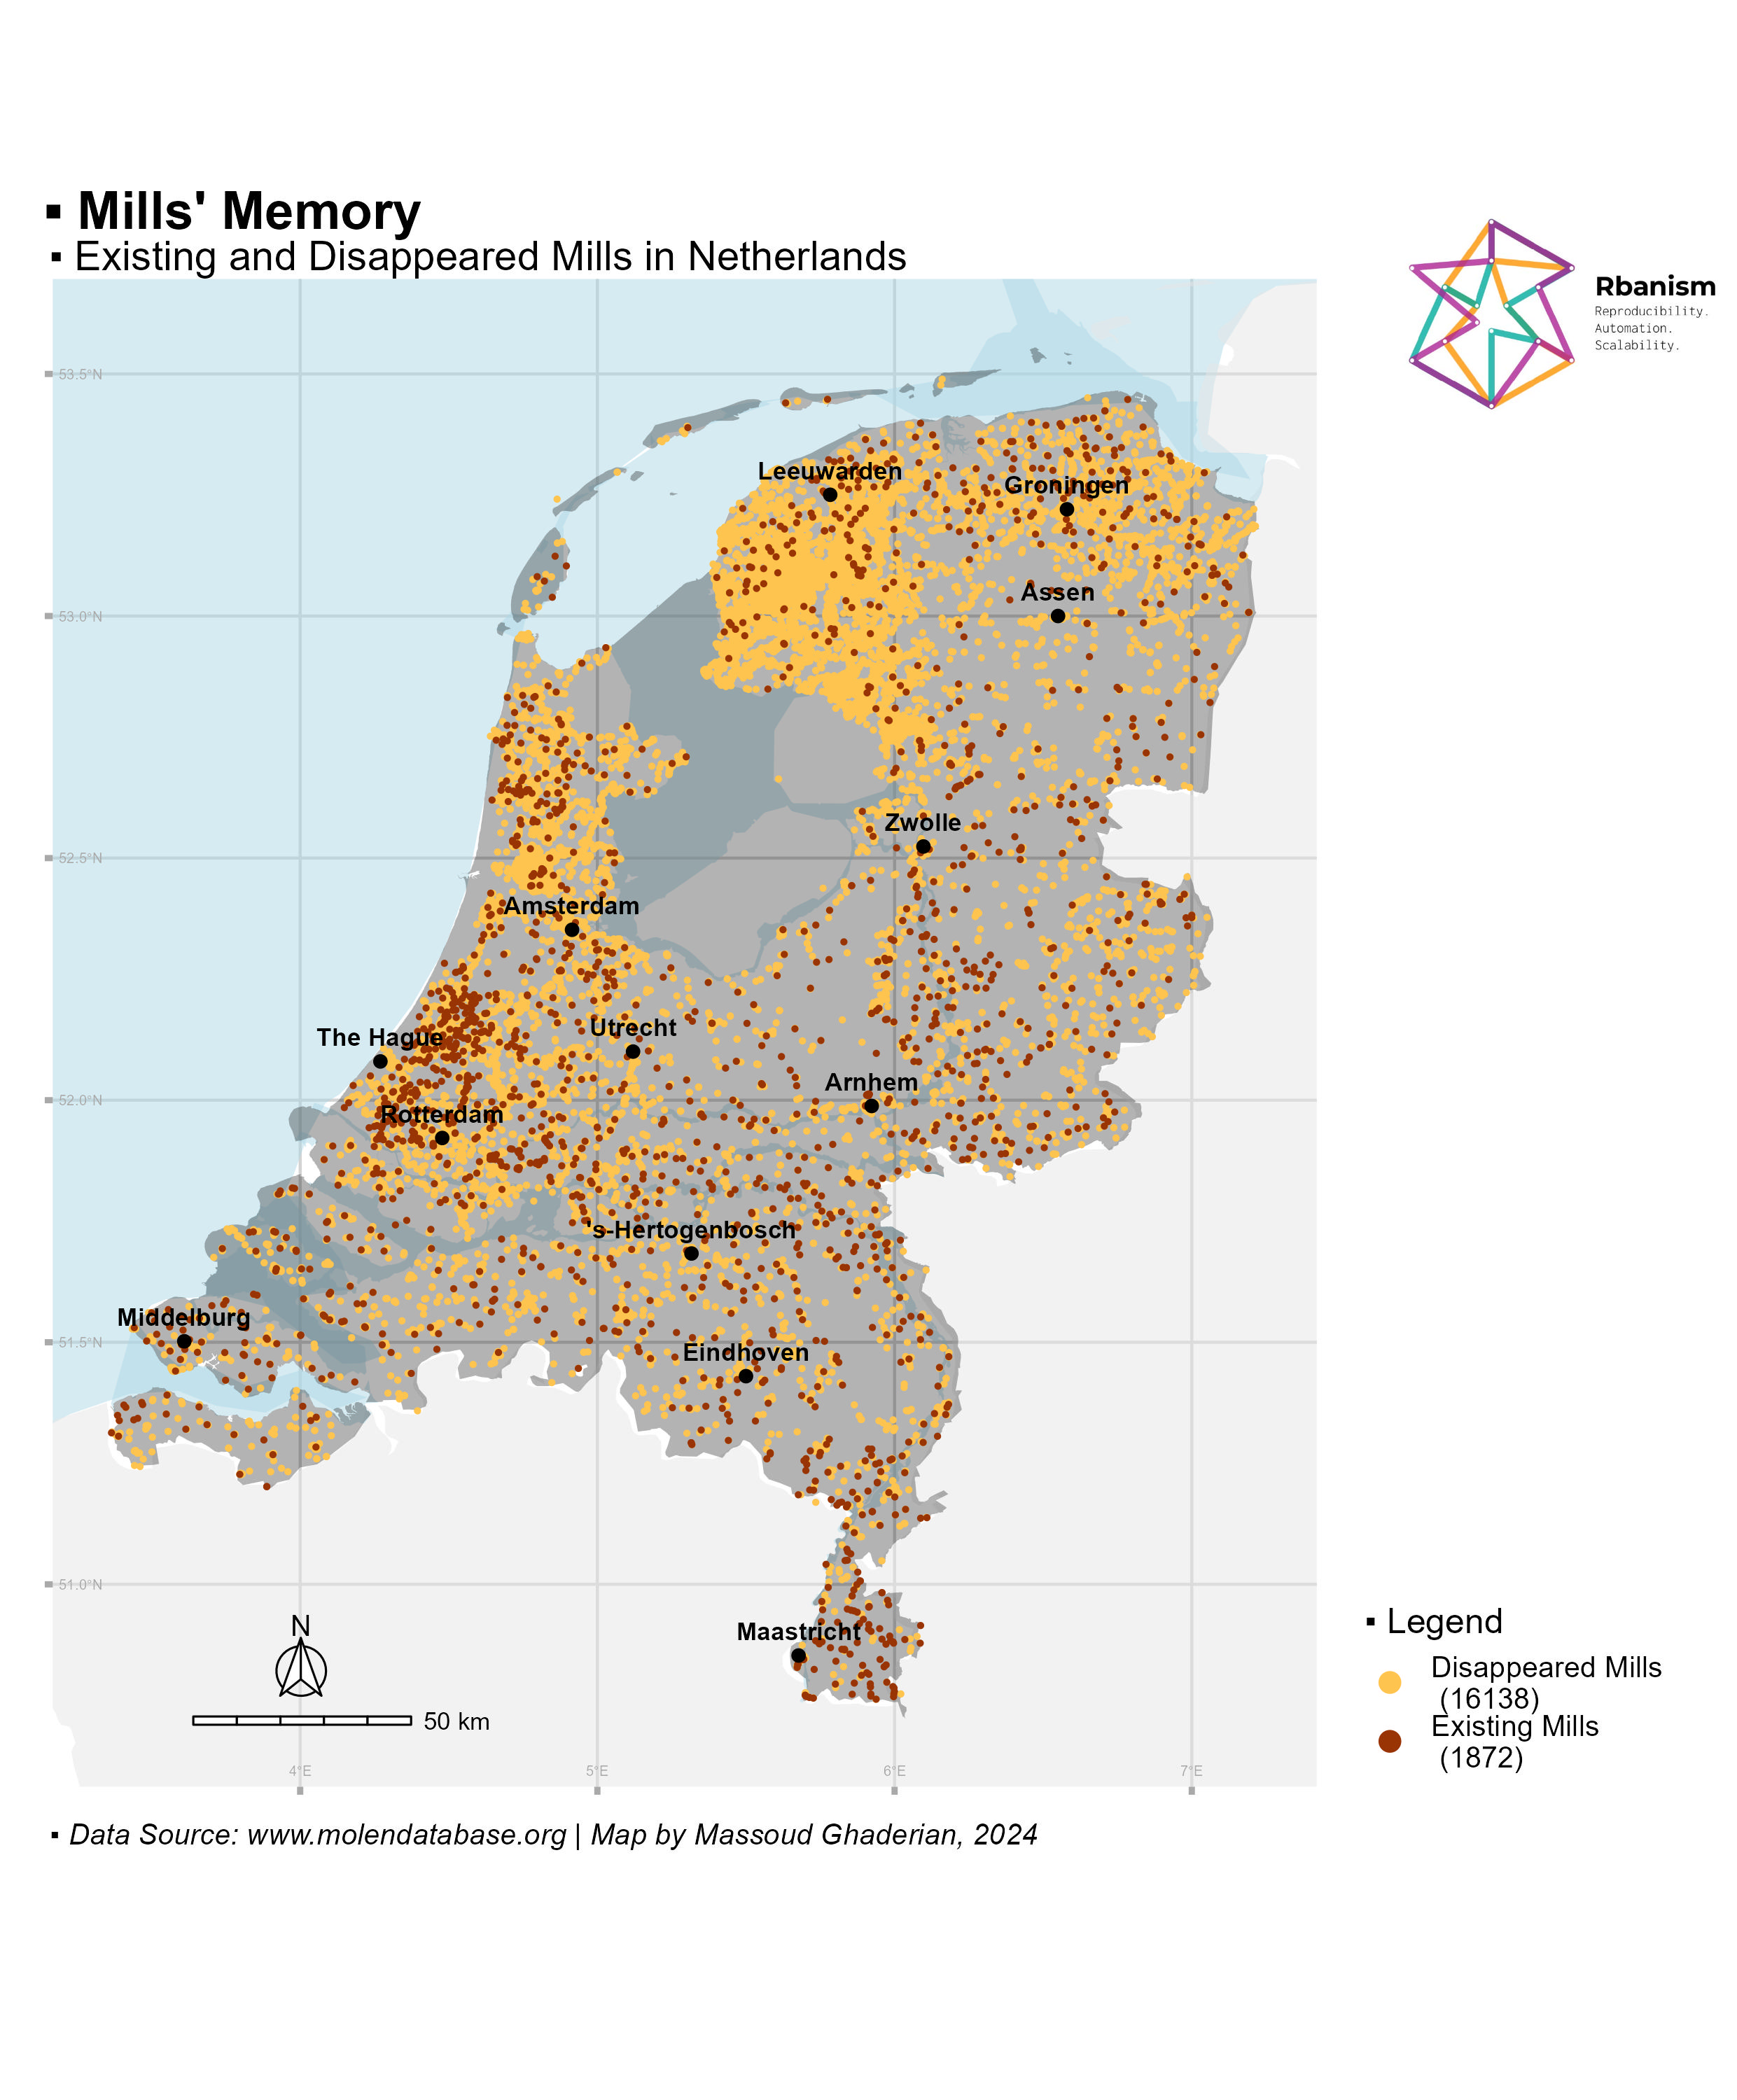 ▪ Mills' Memory
▪ Existing and Disappeared Mills in Netherlands
Rbanism
Reproducibility.
Automation.
Scalability.
53.5°N
Leeuwarden
Groningen
Assen
53.0°N
Zwolle
52.5°N
Amsterdam
Utrecht
The Hague
Arnhem
52.0°N
Rotterdam
's-Hertogenbosch
Middelburg
51.5°N
Eindhoven
51.0°N
Maastricht
N
50 km
4°E
5°E
6°E
7°E
▪ Legend
Disappeared Mills
(16138)
Existing Mills
(1872)
▪ Data Source: www.molendatabase.org | Map by Massoud Ghaderian, 2024